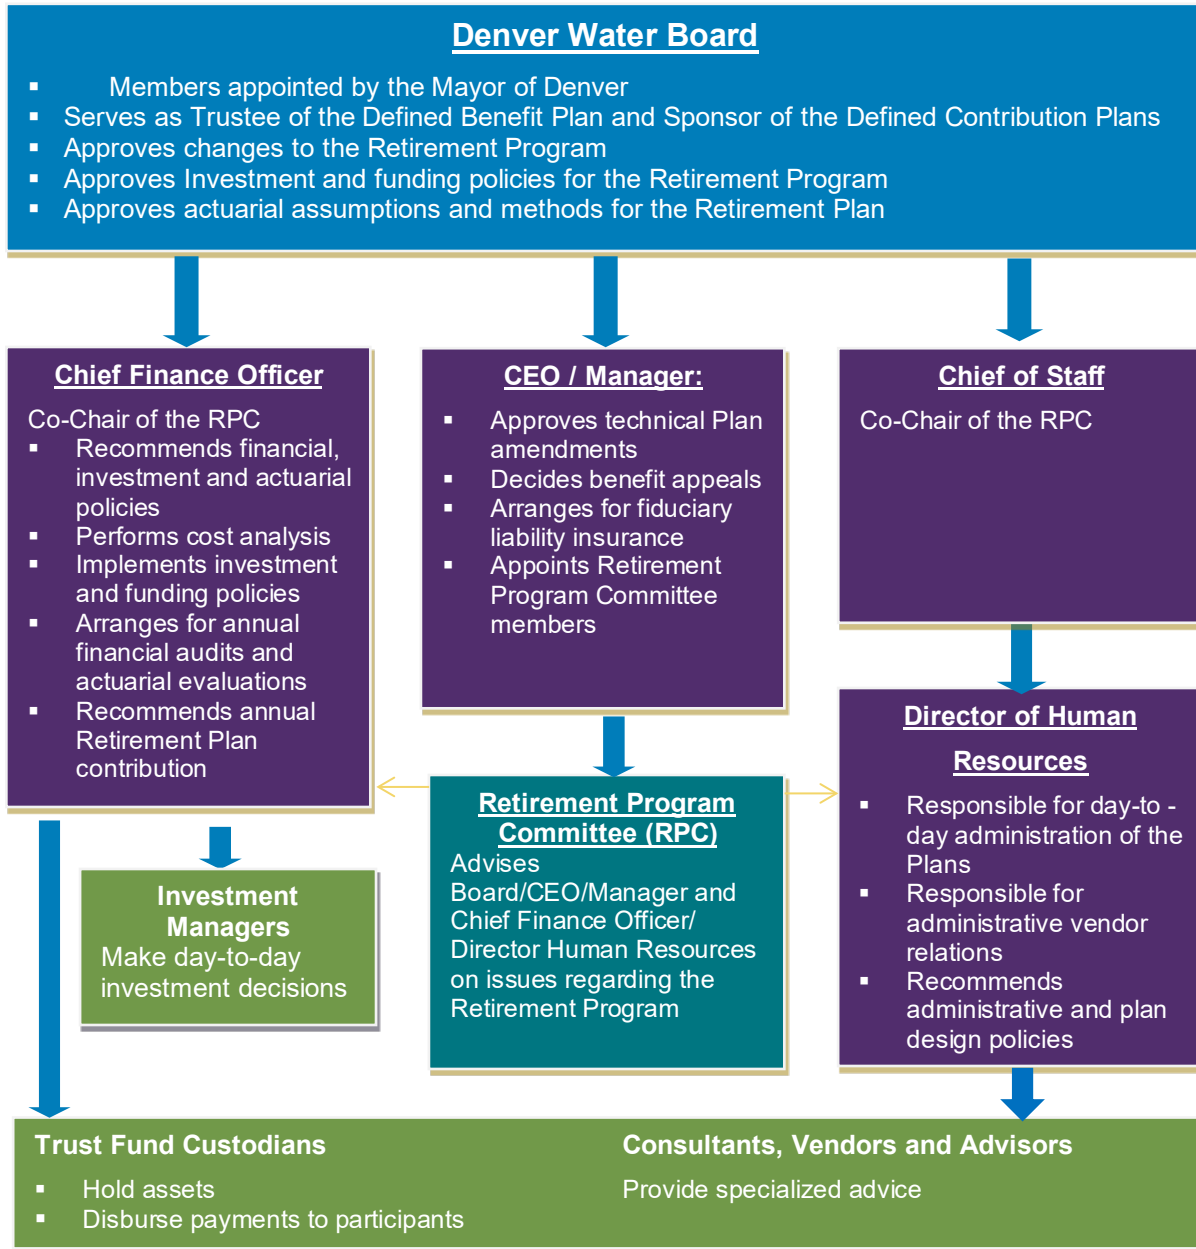 Denver Water Board
▪ Members appointed by the Mayor of Denver
▪ Serves as Trustee of the Defined Benefit Plan and Sponsor of the Defined Contribution Plans
▪ Approves changes to the Retirement Program
▪ Approves Investment and funding policies for the Retirement Program
▪ Approves actuarial assumptions and methods for the Retirement Plan
Chief Finance Officer
Co-Chair of the RPC
▪ Recommends financial,
investment and actuarial
policies
▪ Performs cost analysis
▪ Implements investment
and funding policies
▪ Arranges for annual
financial audits and
actuarial evaluations
▪ Recommends annual
Retirement Plan
contribution
CEO / Manager:
▪ Approves technical Plan
amendments
▪ Decides benefit appeals
▪ Arranges for fiduciary
liability insurance
▪ Appoints Retirement
Program Committee
members
Chief of Staff
Co-Chair of the RPC
Director of Human
Resources
▪ Responsible for day-to -
day administration of the
Plans
▪ Responsible for
administrative vendor
relations
▪ Recommends
administrative and plan
design policies
Retirement Program
Committee (RPC)
Advises
Board/CEO/Manager and
Chief Finance Officer/
Director Human Resources
on issues regarding the
Retirement Program
Investment
Managers
Make day-to-day
investment decisions
Trust Fund Custodians
▪ Hold assets
▪ Disburse payments to participants
Consultants, Vendors and Advisors
Provide specialized advice